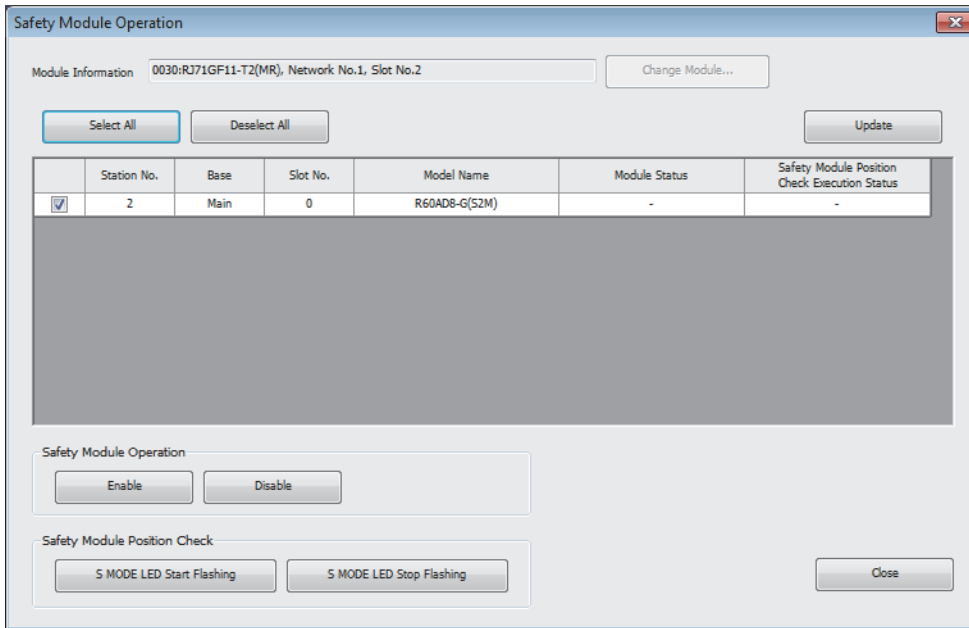 Safety Module Operation
Module Information 0030:RJ71GF11-T2(MR), Network No.1, Slot No.2 Change Module...
Select All Deselect All Update
Station No. Base Slot No. Model Name Module Status Safety Module Position
Check Execution Status
2 Main 0 R60AD8-G(S2M) - -
Safety Module Operation
Enable Disable
Safety Module Position Check
S MODE LED Start Flashing S MODE LED Stop Flashing Close